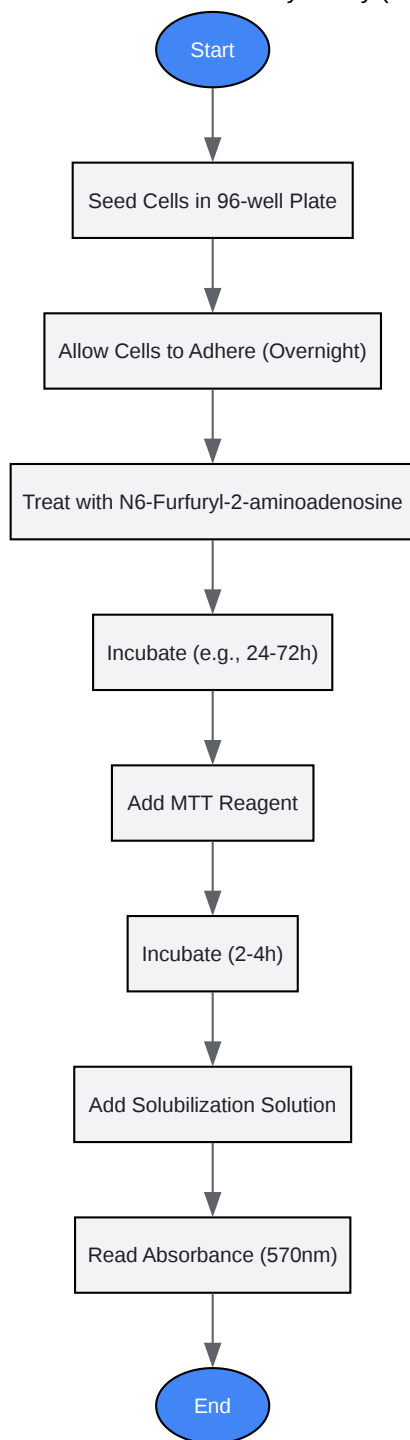 Start
Seed Cells in 96-well Plate
Allow Cells to Adhere (Overnight)
Treat with N6-Furfuryl-2-aminoadenosine
Incubate (e.g., 24-72h)
Add MTT Reagent
Incubate (2-4h)
Add Solubilization Solution
Read Absorbance (570nm)
End